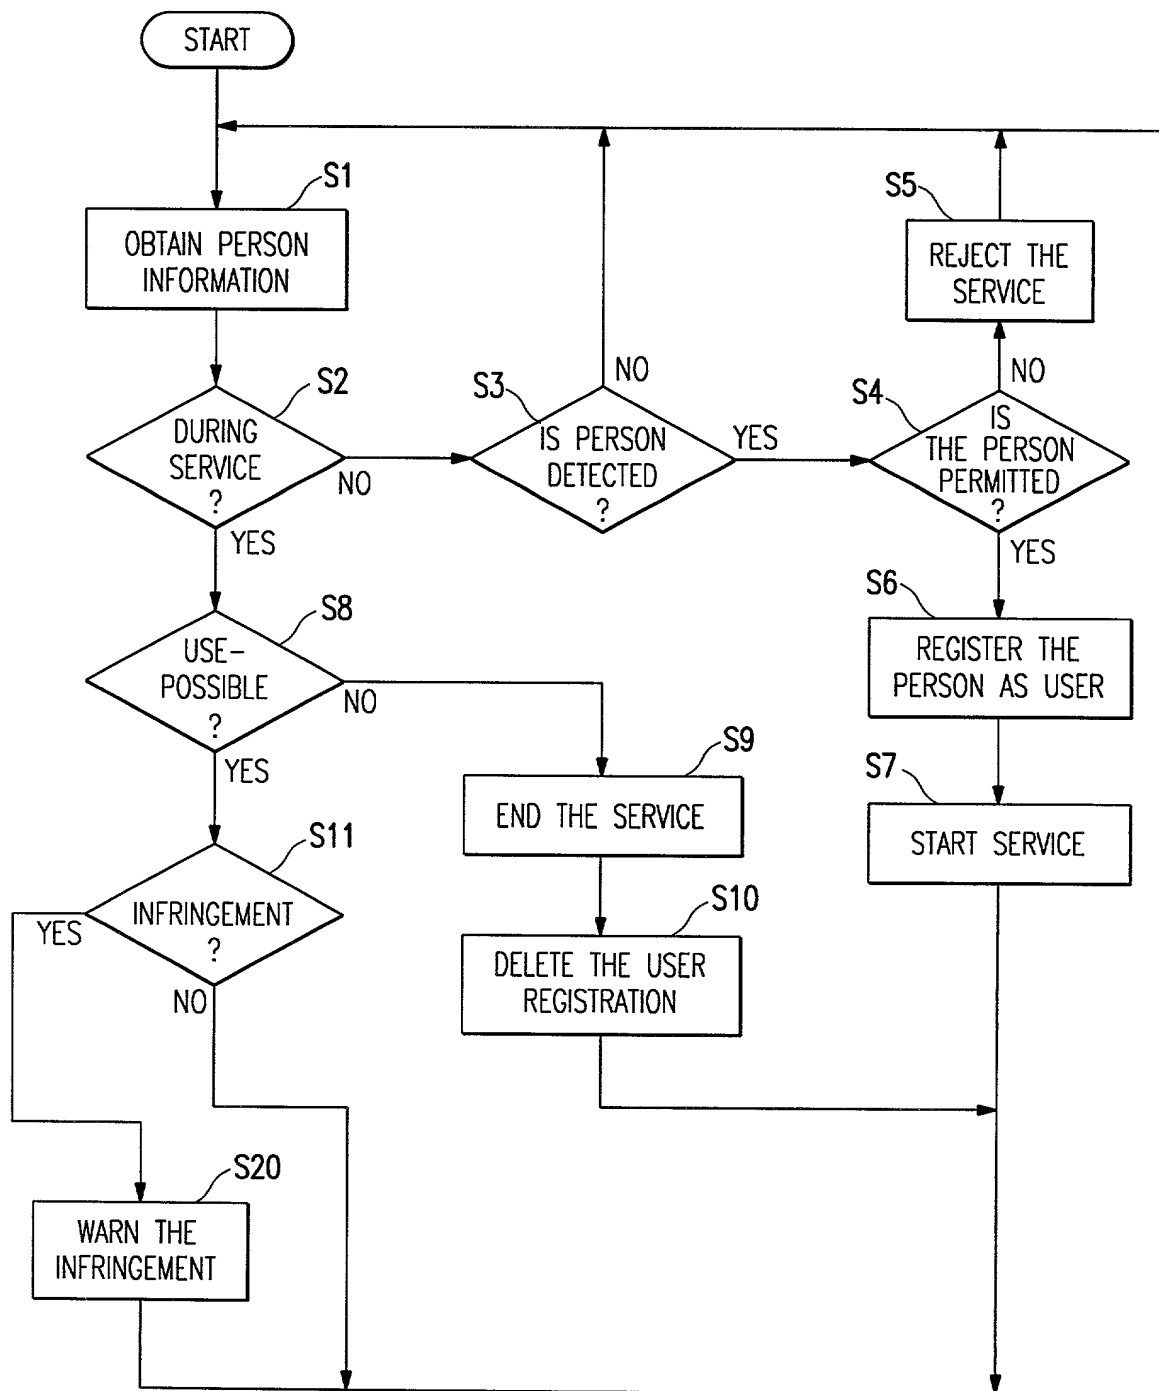 START
S1
OBTAIN PERSON
INFORMATION
S2
DURING
SERVICE
?
NO
YES
S3
IS PERSON
DETECTED
?
NO
YES
S4
IS
THE PERSON
PERMITTED
?
NO
YES
S5
REJECT THE
SERVICE
S6
REGISTER THE
PERSON AS USER
S7
START SERVICE
S8
USE-
POSSIBLE
?
NO
YES
S9
END THE SERVICE
S10
DELETE THE USER
REGISTRATION
S11
INFRINGEMENT
?
YES
NO
S20
WARN THE
INFRINGEMENT